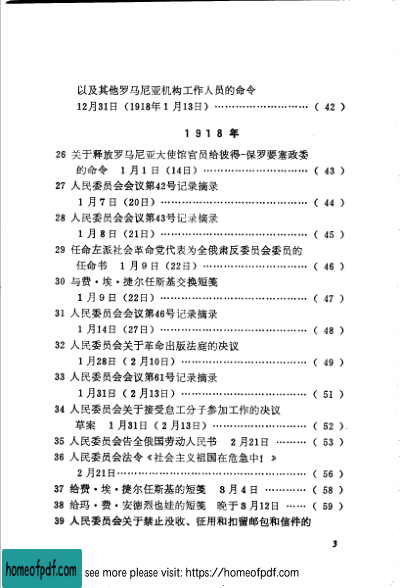 以及其他罗马尼亚机构工作人员的命令
12月31日（1918年1月13日）……………………（42）
1918年
26 关于释放罗马尼亚大使馆官员给彼得-保罗要塞政委
的命令 1月1日（14日）……………………（43）
27 人民委员会会议第42号记录摘录
1月7日（20日）……………………（44）
28 人民委员会会议第43号记录摘录
1月8日（21日）……………………（45）
29 任命左派社会革命党代表为全俄肃反委员会委员的
任命书 1月9日（22日）……………………（46）
30 与费·埃·捷尔任斯基交换短笺
1月9日（22日）……………………（47）
31 人民委员会会议第46号记录摘录
1月14日（27日）……………………（48）
32 人民委员会关于革命出版法庭的决议
1月28日（2月10日）……………………（49）
33 人民委员会会议第61号记录摘录
1月31日（2月13日）……………………（51）
34 人民委员会关于接受怠工分子参加工作的决议
草案 1月31日（2月13日）……………………（52）
35 人民委员会告全俄国劳动人民书 2月21日………（53）
36 人民委员会法令《社会主义祖国在危急中！》
2月21日……………………（56）
37 给费·埃·捷尔任斯基的短笺 3月4日…………（58）
38 给玛·费·安德烈也娃的短笺 晚于3月12日……（59）
39 人民委员会关于禁止没收、征用和扣留邮包和信件的
3
homeofpdf.com
see more please visit: https://homeofpdf.com